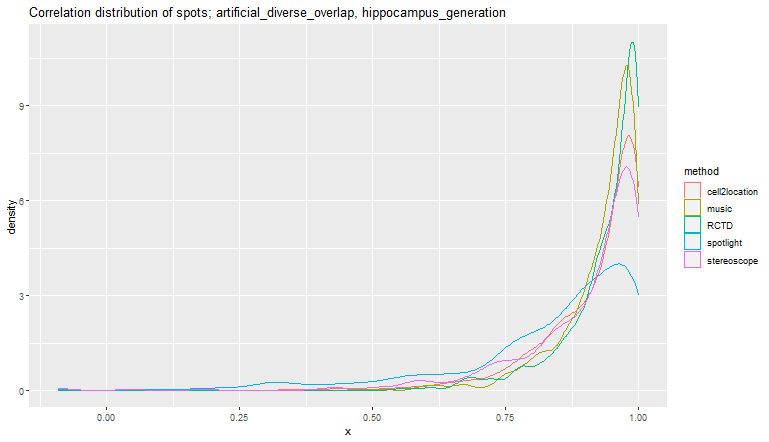 Correlation distribution of spots; artificial_diverse_overlap, hippocampus_generation
density
9
6
3
0
0.00 0.25 0.50 0.75 1.00
x
method
cell2location
music
RCTD
spotlight
stereoscope